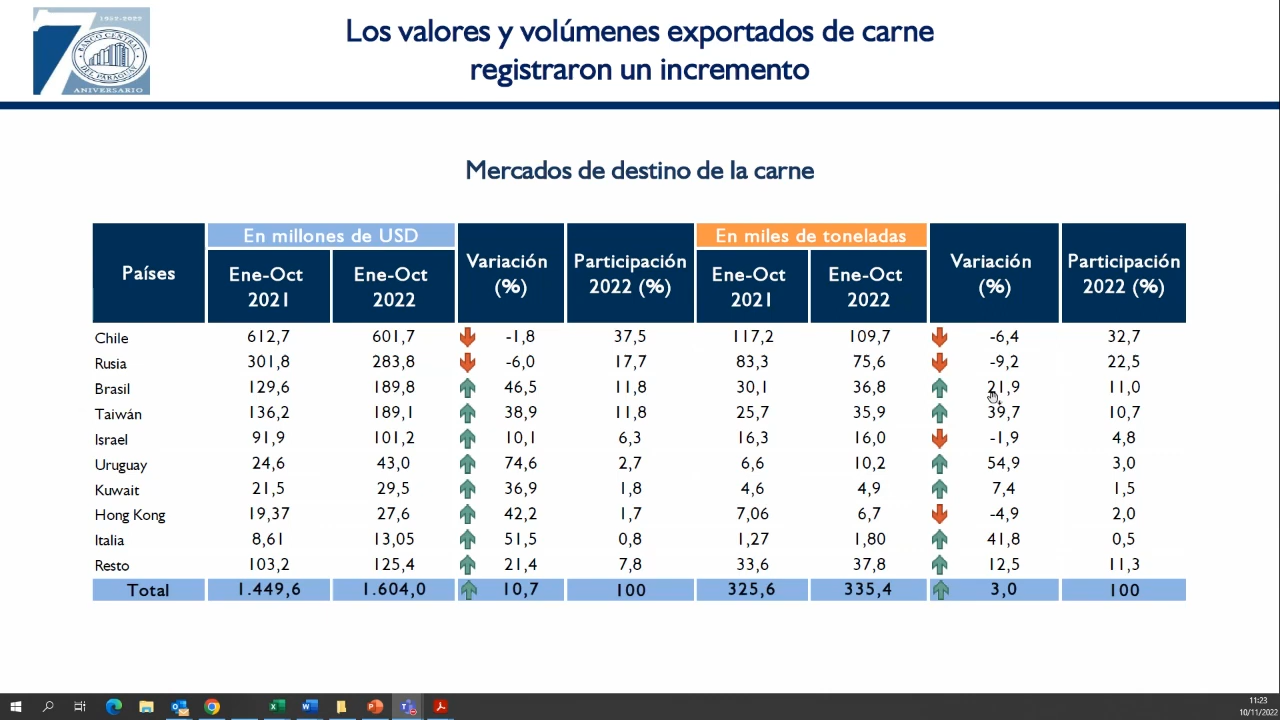 1952-2022
BANCO CENTRAL
DEL PARAGUAY
ANIVERSARIO
Los valores y volúmenes exportados de carne
registraron un incremento
Mercados de destino de la carne
Países En millones de USD Variación (%) Participación 2022 (%) En miles de toneladas Variación (%) Participación 2022 (%)
Ene-Oct 2021 Ene-Oct 2022 Ene-Oct 2021 Ene-Oct 2022
Chile 612,7 601,7 -1,8 37,5 117,2 109,7 -6,4 32,7
Rusia 301,8 283,8 -6,0 17,7 83,3 75,6 -9,2 22,5
Brasil 129,6 189,8 46,5 11,8 30,1 36,8 21,9 11,0
Taiwán 136,2 189,1 38,9 11,8 25,7 35,9 39,7 10,7
Israel 91,9 101,2 10,1 6,3 16,3 16,0 -1,9 4,8
Uruguay 24,6 43,0 74,6 2,7 6,6 10,2 54,9 3,0
Kuwait 21,5 29,5 36,9 1,8 4,6 4,9 7,4 1,5
Hong Kong 19,37 27,6 42,2 1,7 7,06 6,7 -4,9 2,0
Italia 8,61 13,05 51,5 0,8 1,27 1,80 41,8 0,5
Resto 103,2 125,4 21,4 7,8 33,6 37,8 12,5 11,3
Total 1.449,6 1.604,0 10,7 100 325,6 335,4 3,0 100
11:23
10/11/2022